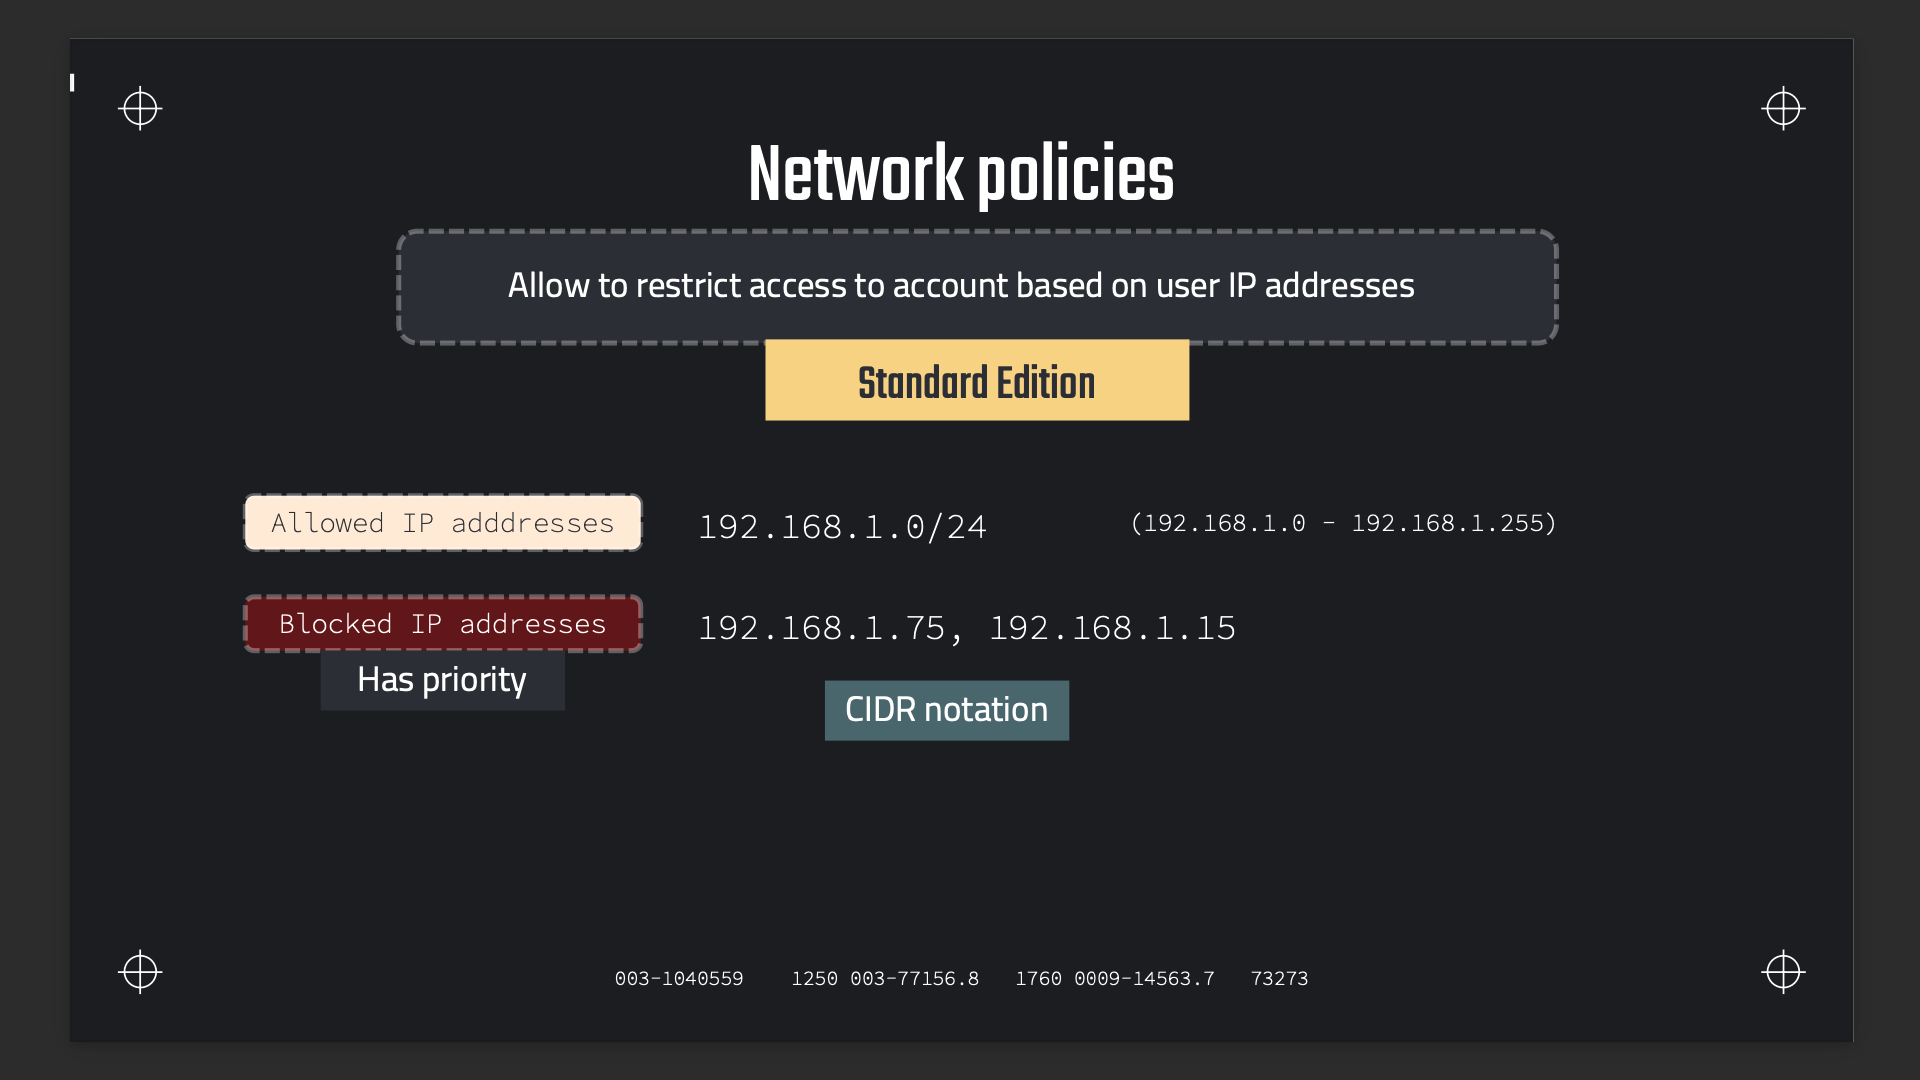 Network policies
Allow to restrict access to account based on user IP addresses
Standard Edition
Allowed IP adddresses
192.168.1.0/24
(192.168.1.0 - 192.168.1.255)
Blocked IP addresses
192.168.1.75, 192.168.1.15
Has priority
CIDR notation
003-1040559 1250 003-77156.8 1760 0009-14563.7 73273